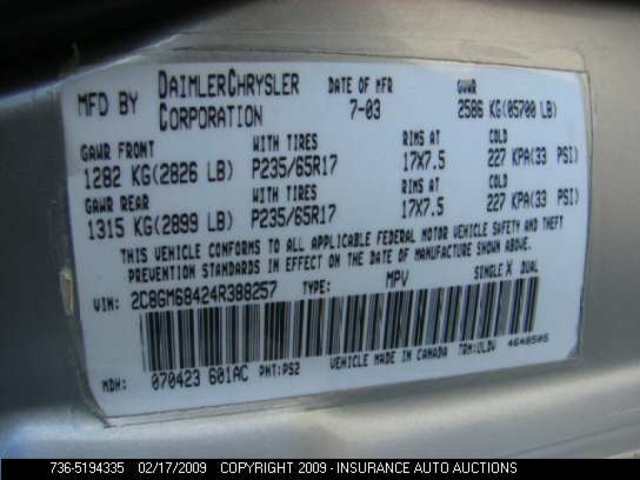 MFD BY DAIMLERCHRYSLER CORPORATION DATE OF MFR 7-03 GVWR 2586 KG(05700 LB)
GAWR FRONT WITH TIRES RIMS AT COLD
1282 KG(2826 LB) P235/65R17 17X7.5 227 KPA(33 PSI)
GAWR REAR WITH TIRES RIMS AT COLD
1315 KG(2899 LB) P235/65R17 17X7.5 227 KPA(33 PSI)
THIS VEHICLE CONFORMS TO ALL APPLICABLE FEDERAL MOTOR VEHICLE SAFETY AND THEFT
PREVENTION STANDARDS IN EFFECT ON THE DATE OF MANUFACTURE SHOWN ABOVE.
VIN: 2C8GM68424R388257 TYPE: MPV SINGLE X DUAL
MDH: 070423 601AC PNT:PS2 VEHICLE MADE IN CANADA TRM:ULDV 4648505
736-5194335 02/17/2009 COPYRIGHT 2009 - INSURANCE AUTO AUCTIONS